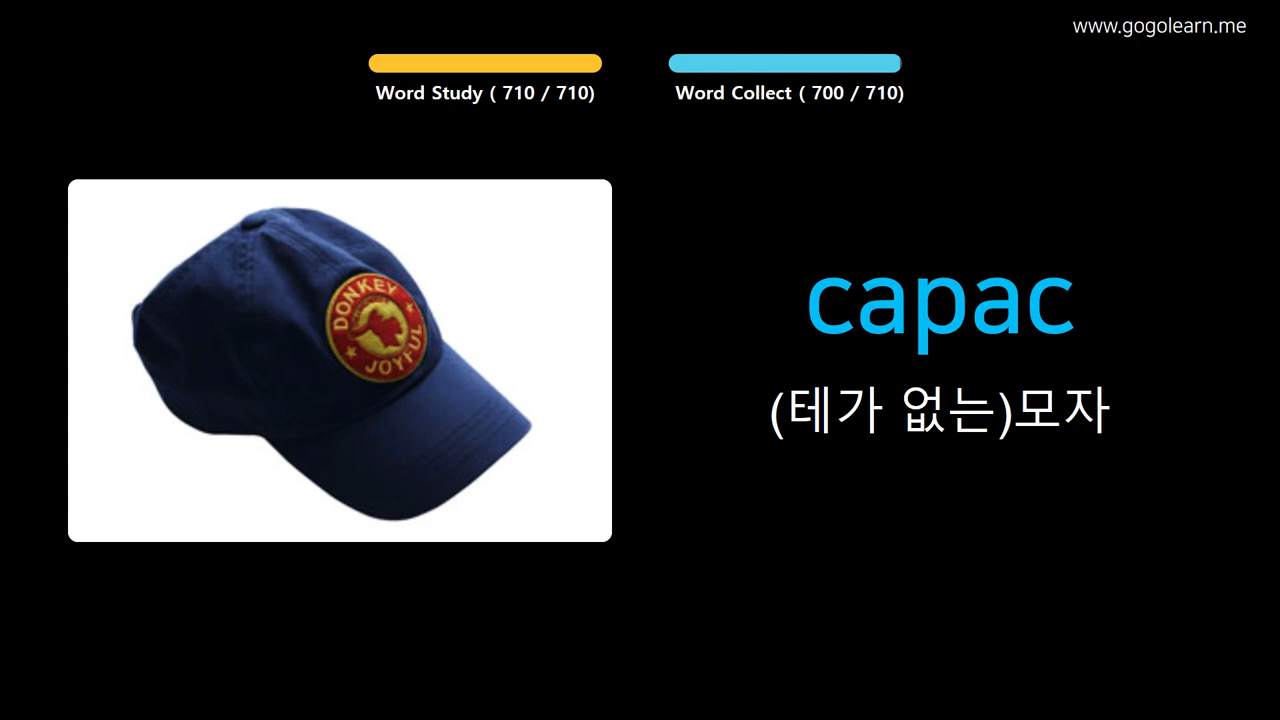 www.gogolearn.me
Word Study ( 710 / 710)
Word Collect ( 700 / 710)
DONKEY
JOYFUL
capac
(테가 없는)모자